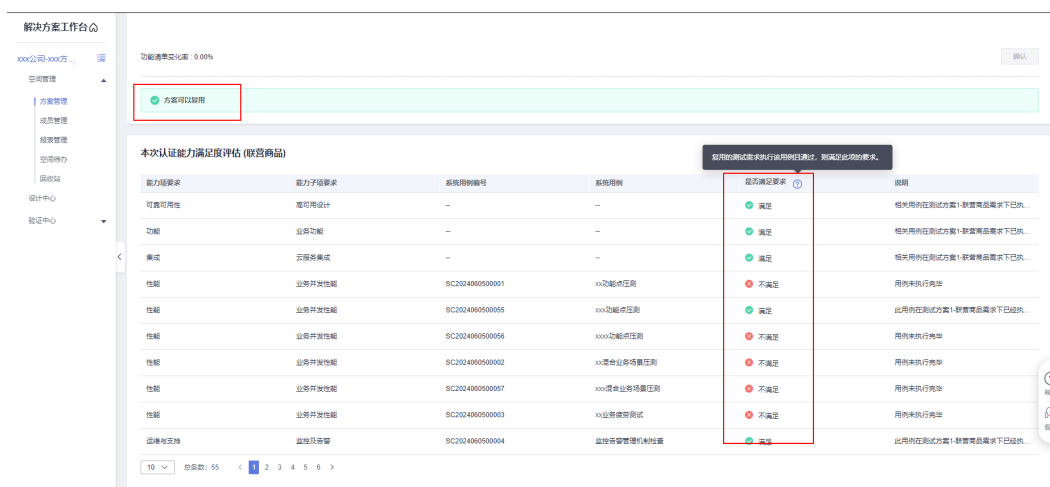 解决方案工作台
xxx公司-xxx方...
空间管理
方案管理
成员管理
报表管理
空间待办
回收站
设计中心
验证中心
功能清单变化率 : 0.00%
确认
方案可以复用
本次认证能力满足度评估 (联营商品)
复用的测试需求执行该用例且通过，则满足此项的要求。
能力项要求 能力子项要求 系统用例编号 系统用例 是否满足要求 说明
可靠可用性 高可用设计 -- -- 满足 相关用例在测试方案1-联营商品需求下已执...
功能 业务功能 -- -- 满足 相关用例在测试方案1-联营商品需求下已执...
集成 云服务集成 -- -- 满足 相关用例在测试方案1-联营商品需求下已执...
性能 业务并发性能 SC2024060500001 xx功能点压测 不满足 用例未执行完毕
性能 业务并发性能 SC2024060500055 xxx功能点压测 满足 此用例在测试方案1-联营商品需求下已经执...
性能 业务并发性能 SC2024060500056 xxxx功能点压测 不满足 用例未执行完毕
性能 业务并发性能 SC2024060500002 xx混合业务场景压测 不满足 用例未执行完毕
性能 业务并发性能 SC2024060500057 xxx混合业务场景压测 不满足 用例未执行完毕
性能 业务并发性能 SC2024060500003 xx业务疲劳测试 不满足 用例未执行完毕
运维与支持 监控及告警 SC2024060500004 监控告警管理机制检查 满足 此用例在测试方案1-联营商品需求下已经执...
10 总条数: 55 < 1 2 3 4 5 6 >